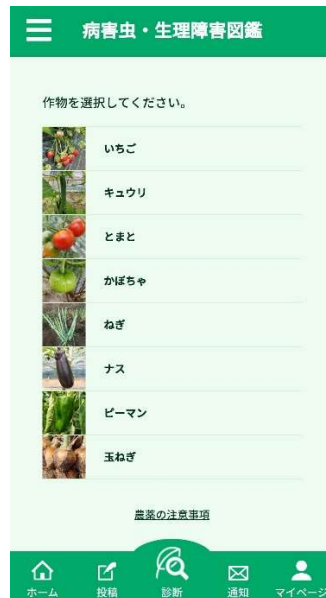 病害虫・生理障害図鑑
作物を選択してください。
いちご
キュウリ
とまと
かぼちゃ
ねぎ
ナス
ピーマン
玉ねぎ
農薬の注意事項
ホーム 投稿 診断 通知 マイページ